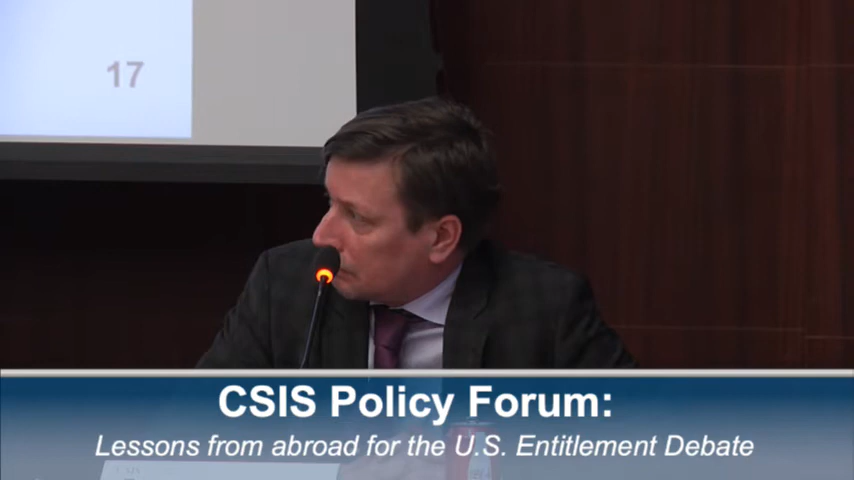 17
CSIS Policy Forum:
Lessons from abroad for the U.S. Entitlement Debate